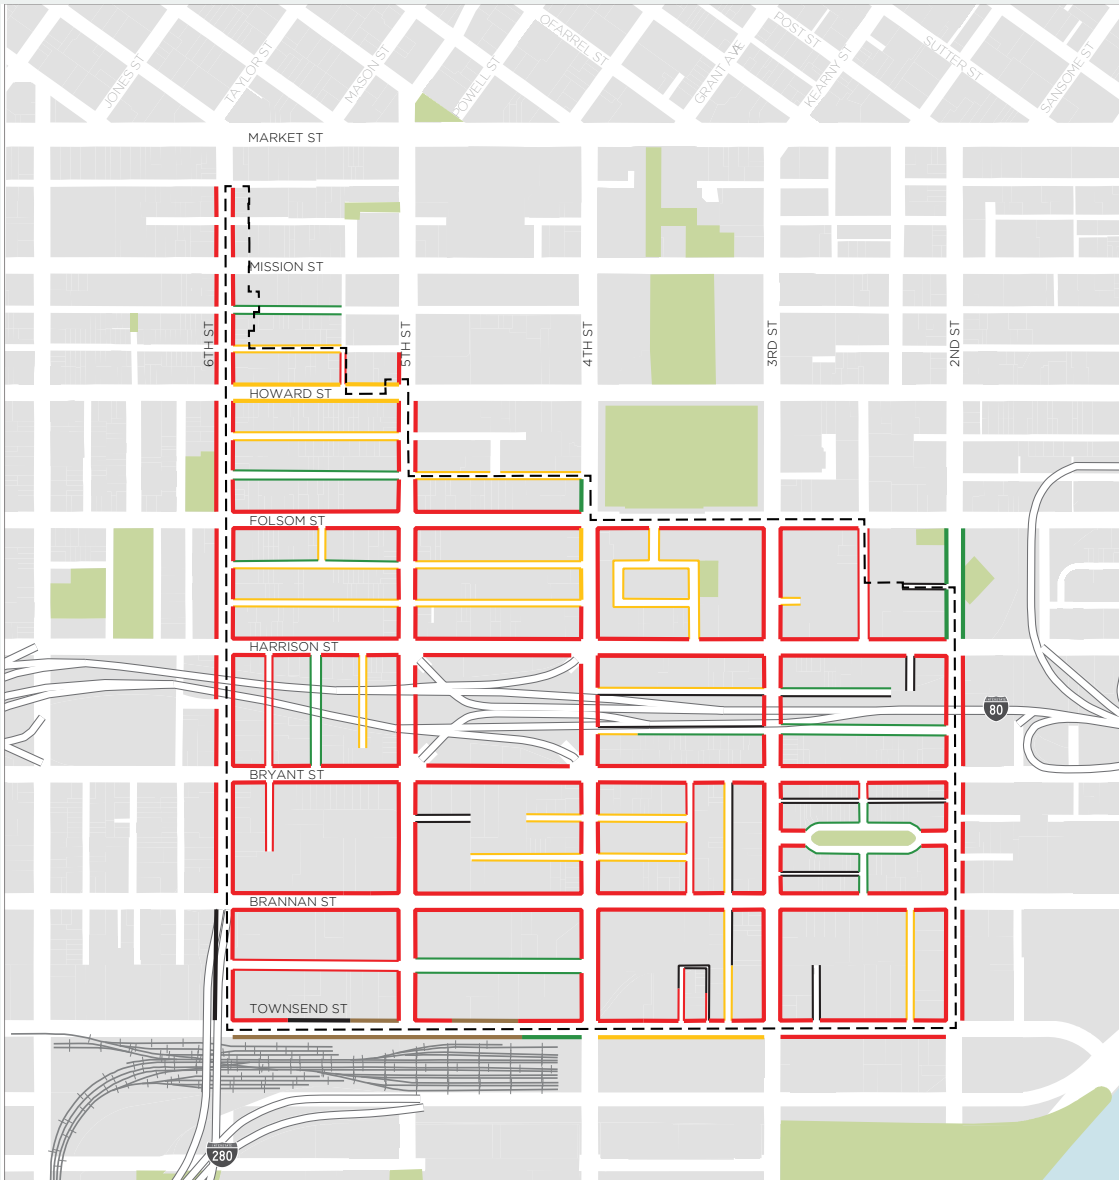 JONES ST
TAYLOR ST
MASON ST
POWELL ST
OFARREL ST
GRANT AVE
POST ST
KEARNY ST
SUTTER ST
SANSOME ST
MARKET ST
MISSION ST
6TH ST
5TH ST
4TH ST
3RD ST
2ND ST
HOWARD ST
FOLSOM ST
HARRISON ST
80
BRYANT ST
BRANNAN ST
TOWNSEND ST
280